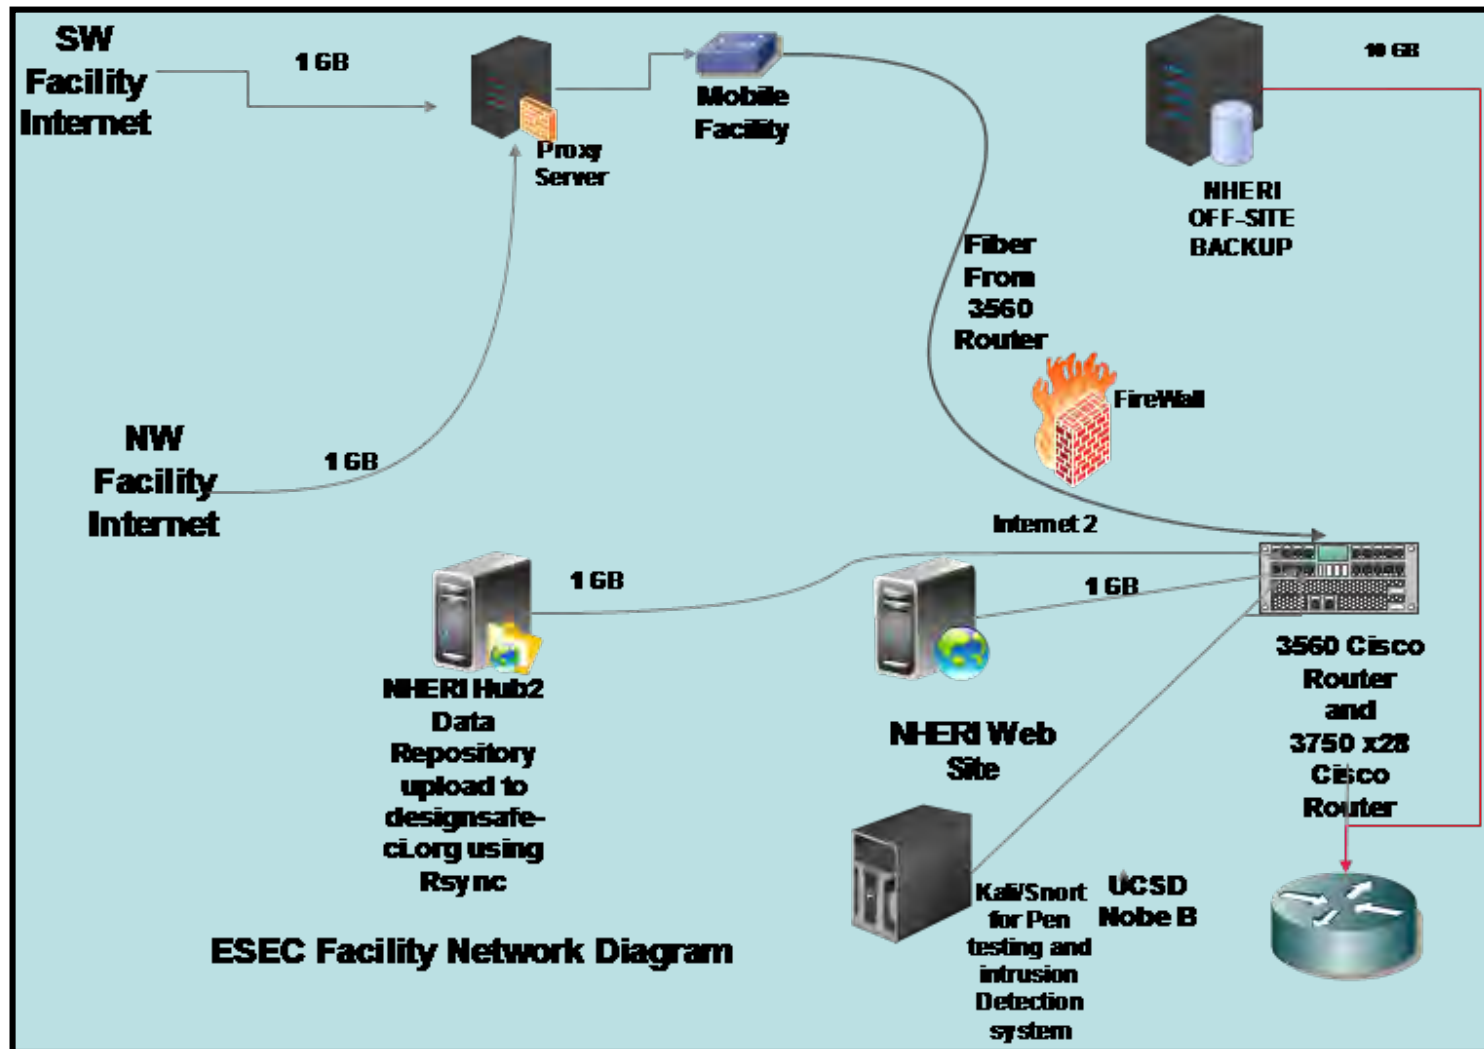 SW
Facility
Internet
1 GB
Proxy
Server
Mobile
Facility
10 GB
NHERI
OFF-SITE
BACKUP
Fiber
From
3560
Router
FireWall
NW
Facility
Internet
1 GB
Internet 2
1 GB
1 GB
NHERI Hub2
Data
Repository
upload to
designsafe-
ci.org using
Rsync
NHERI Web
Site
3560 Cisco
Router
and
3750 x28
Cisco
Router
Kali/Snort
for Pen
testing and
intrusion
Detection
system
UCSD
Nobe B
ESEC Facility Network Diagram